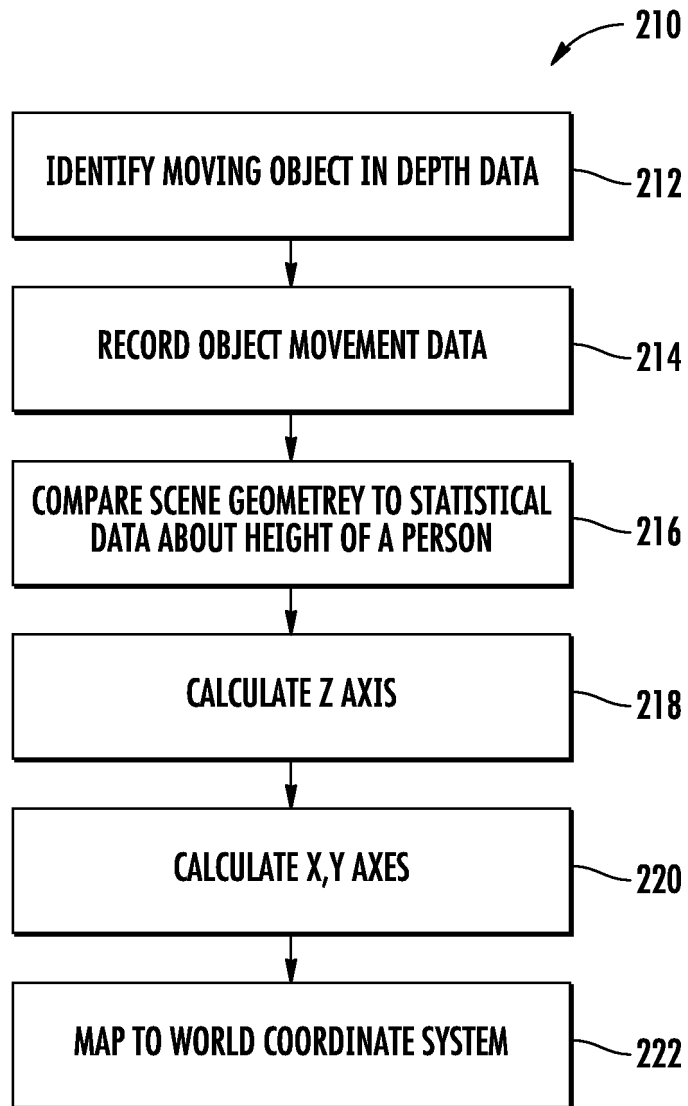 210
IDENTIFY MOVING OBJECT IN DEPTH DATA
212
RECORD OBJECT MOVEMENT DATA
214
COMPARE SCENE GEOMETREY TO STATISTICAL
DATA ABOUT HEIGHT OF A PERSON
216
CALCULATE Z AXIS
218
CALCULATE X,Y AXES
220
MAP TO WORLD COORDINATE SYSTEM
222